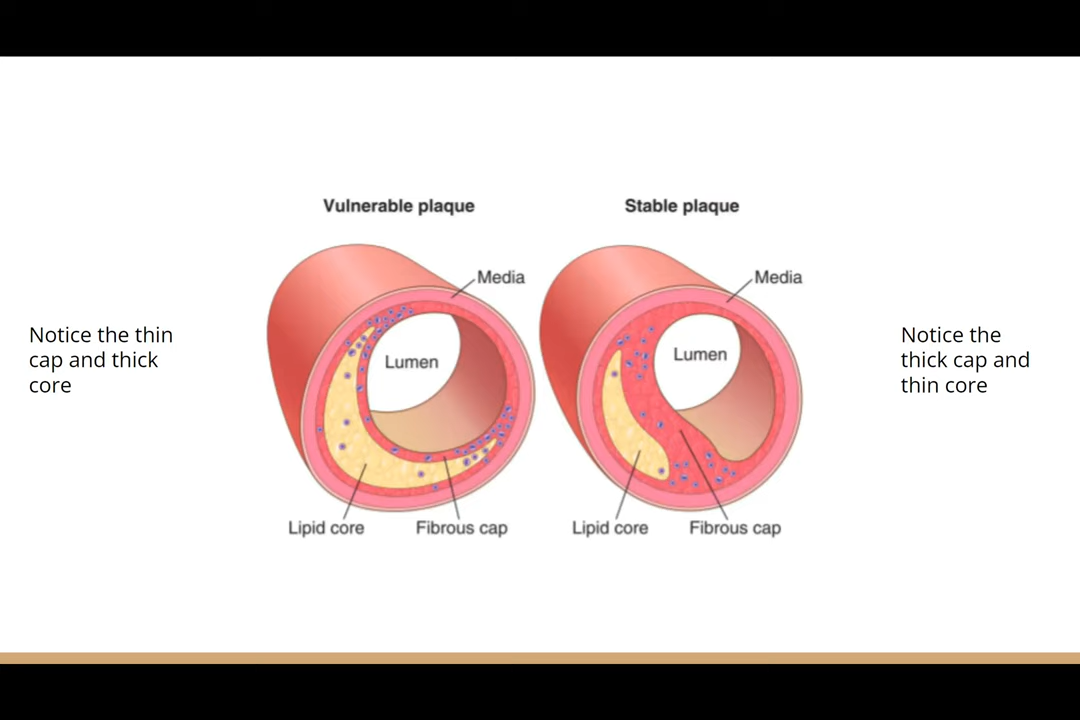 Vulnerable plaque
Stable plaque
Media
Media
Notice the thin
cap and thick
core
Lumen
Lumen
Notice the
thick cap and
thin core
Lipid core
Fibrous cap
Lipid core
Fibrous cap